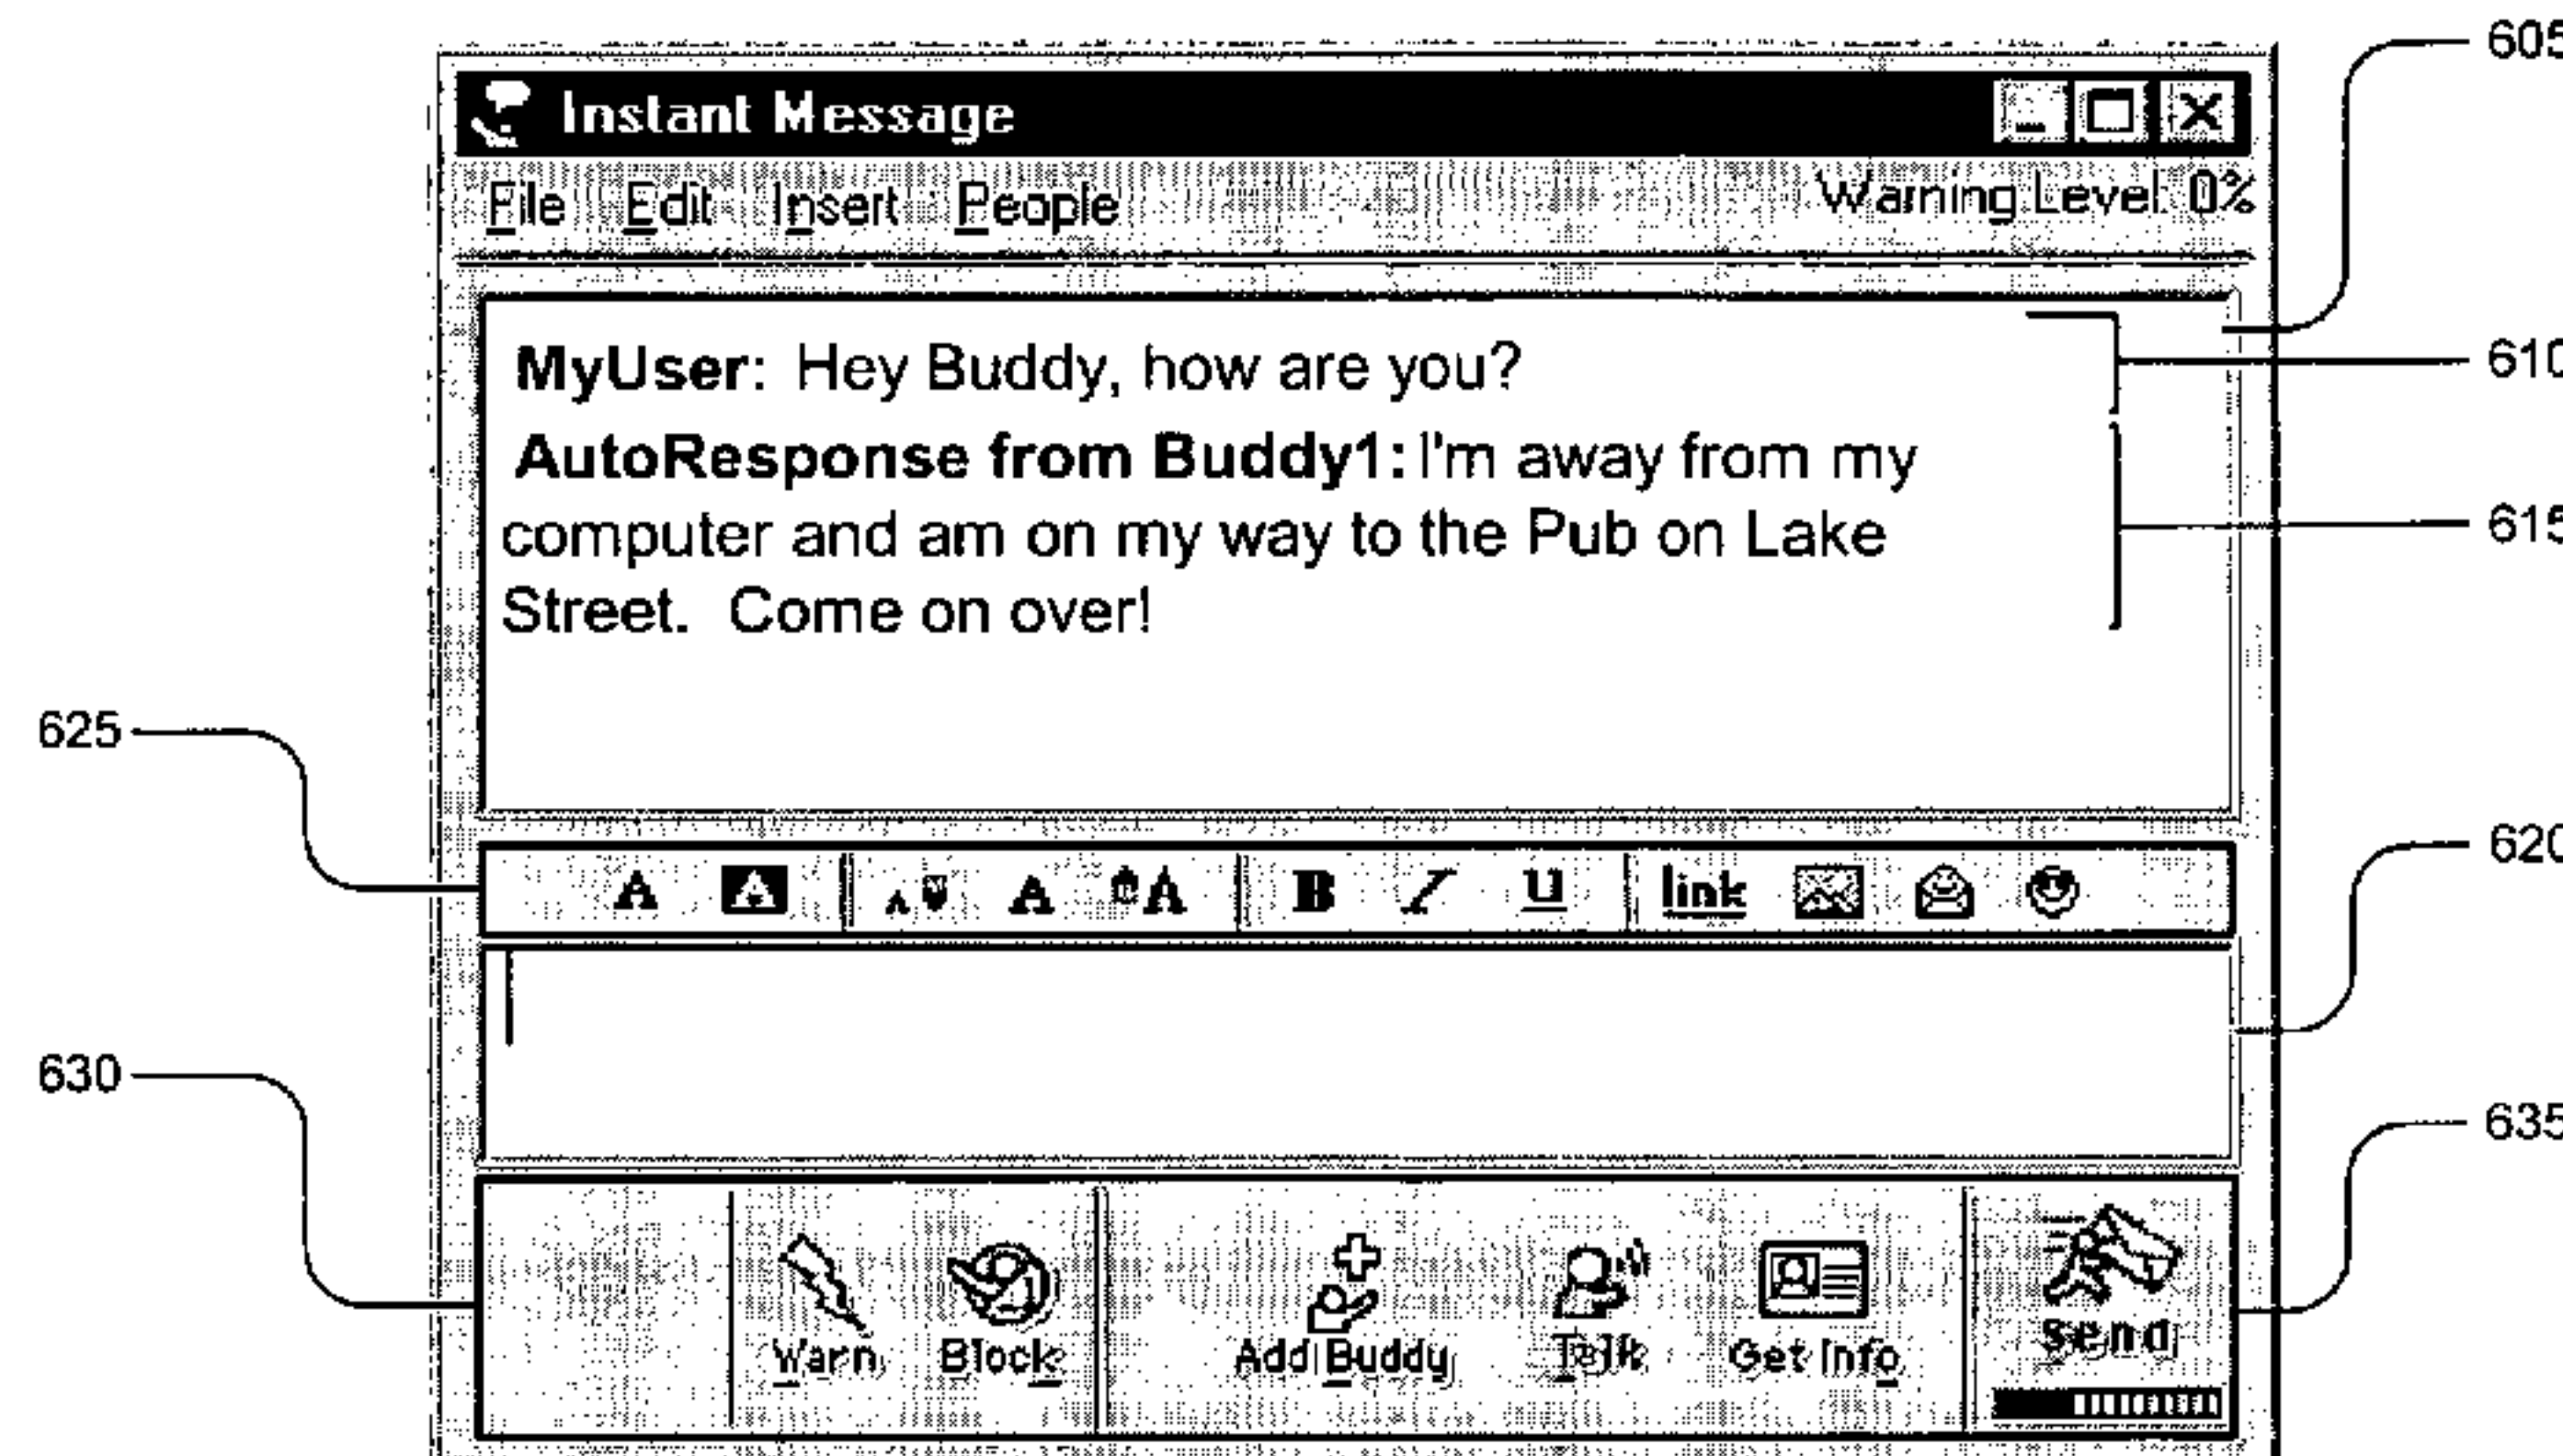 605
Instant Message
File Edit Insert People Warning Level: 0%
MyUser: Hey Buddy, how are you?
610
AutoResponse from Buddy1: I'm away from my
computer and am on my way to the Pub on Lake
615
Street. Come on over!
625
620
A A A A A B I U link
630
635
Warn Block Add Buddy Talk Get Info Send